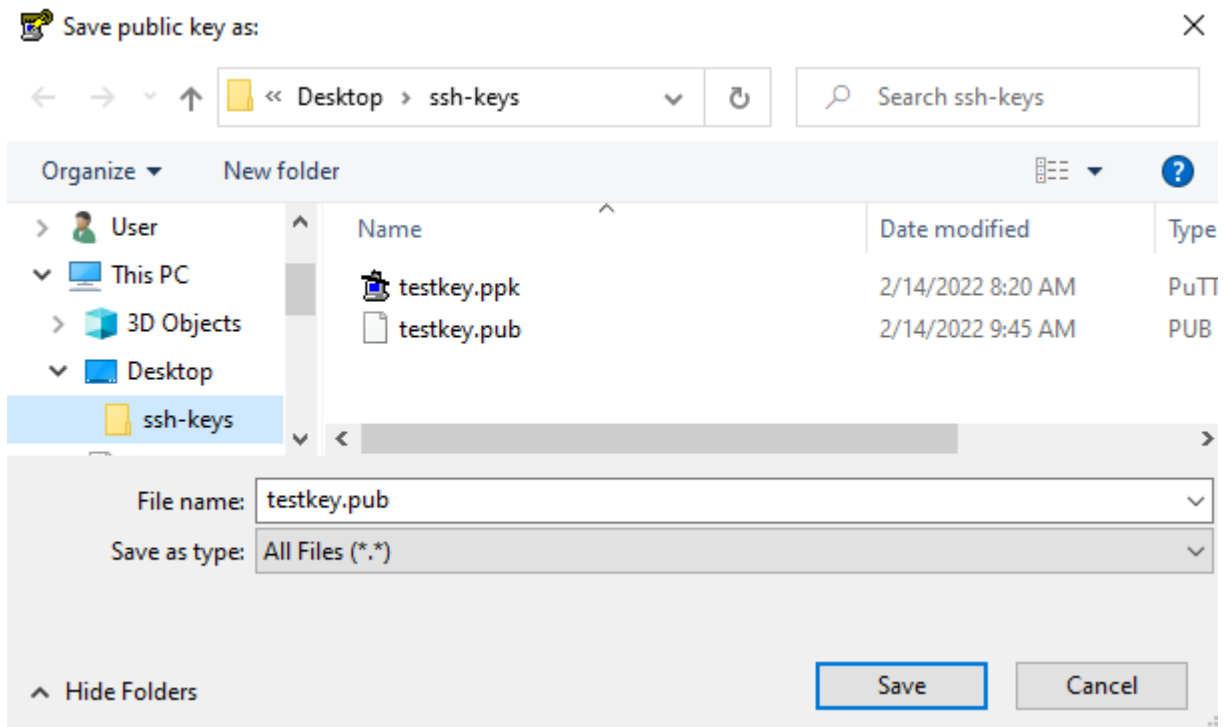 Save public key as:
« Desktop > ssh-keys
Search ssh-keys
Organize
New folder
?
User
This PC
3D Objects
Desktop
ssh-keys
Name
Date modified
Type
testkey.ppk
2/14/2022 8:20 AM
PuTT
testkey.pub
2/14/2022 9:45 AM
PUB
File name: testkey.pub
Save as type: All Files (*.*)
Hide Folders
Save
Cancel